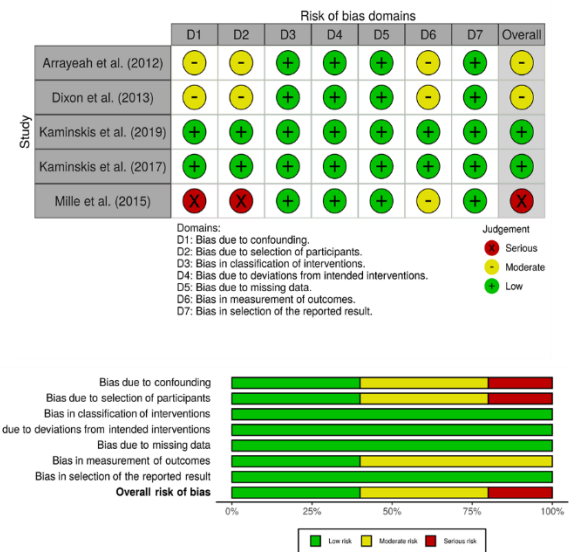 Risk of bias domains
D1 D2 D3 D4 D5 D6 D7 Overall
Study
Arrayeah et al. (2012) - - + + + - + -
Dixon et al. (2013) - - + + + - + -
Kaminskis et al. (2019) + + + + + + + +
Kaminskis et al. (2017) + + + + + + + +
Mille et al. (2015) X X + + + - + X
Domains:
D1: Bias due to confounding.
D2: Bias due to selection of participants.
D3: Bias in classification of interventions.
D4: Bias due to deviations from intended interventions.
D5: Bias due to missing data.
D6: Bias in measurement of outcomes.
D7: Bias in selection of the reported result.
Judgement
X Serious
- Moderate
+ Low
Bias due to confounding
Bias due to selection of participants
Bias in classification of interventions
due to deviations from intended interventions
Bias due to missing data
Bias in measurement of outcomes
Bias in selection of the reported result
Overall risk of bias
0% 25% 50% 75% 100%
Low risk Moderate risk Serious risk